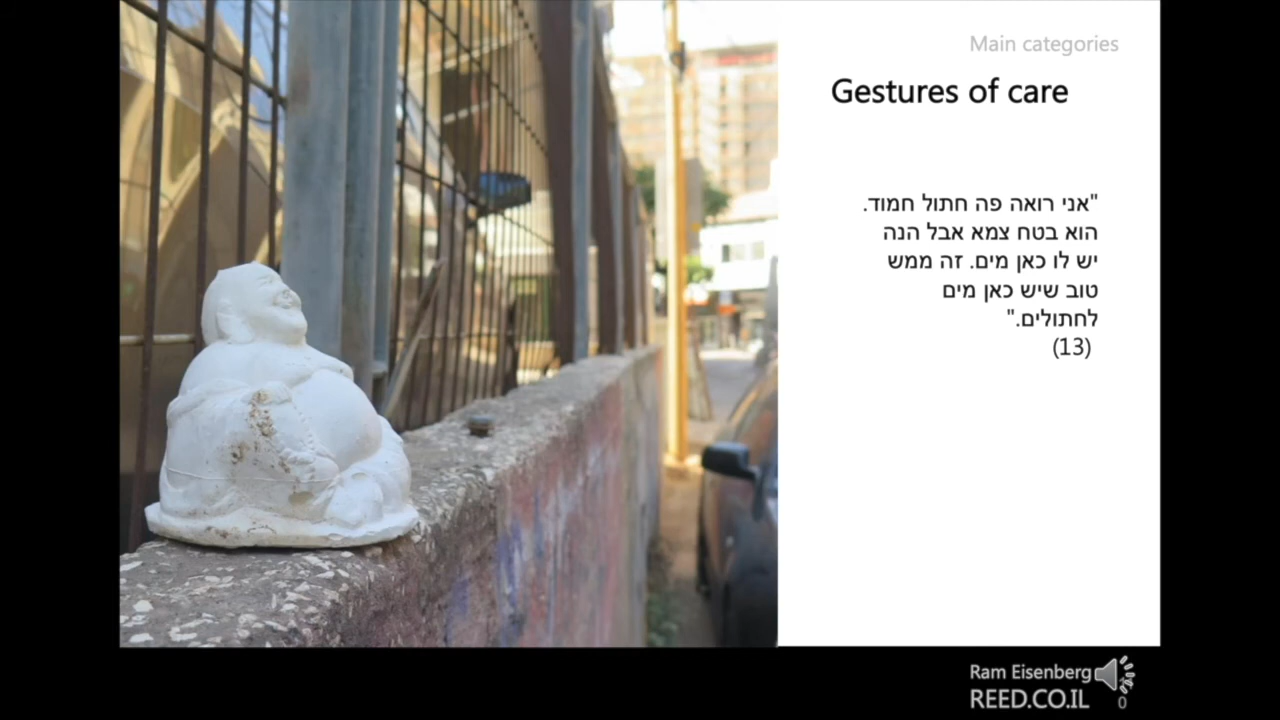 Main categories
Gestures of care
"אני רואה פה חתול חמוד.
הוא בטח צמא אבל הנה
יש לו כאן מים. זה ממש
טוב שיש כאן מים
לחתולים."
(13)
Ram Eisenberg
REED.CO.IL
0